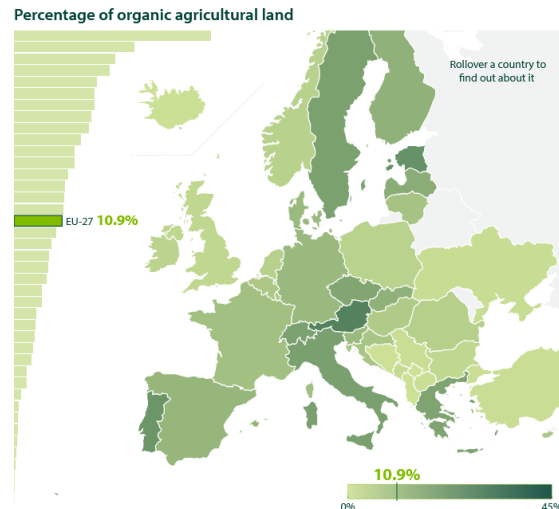 Percentage of organic agricultural land
Rollover a country to
find out about it
EU-27 10.9%
10.9%
0%
45%